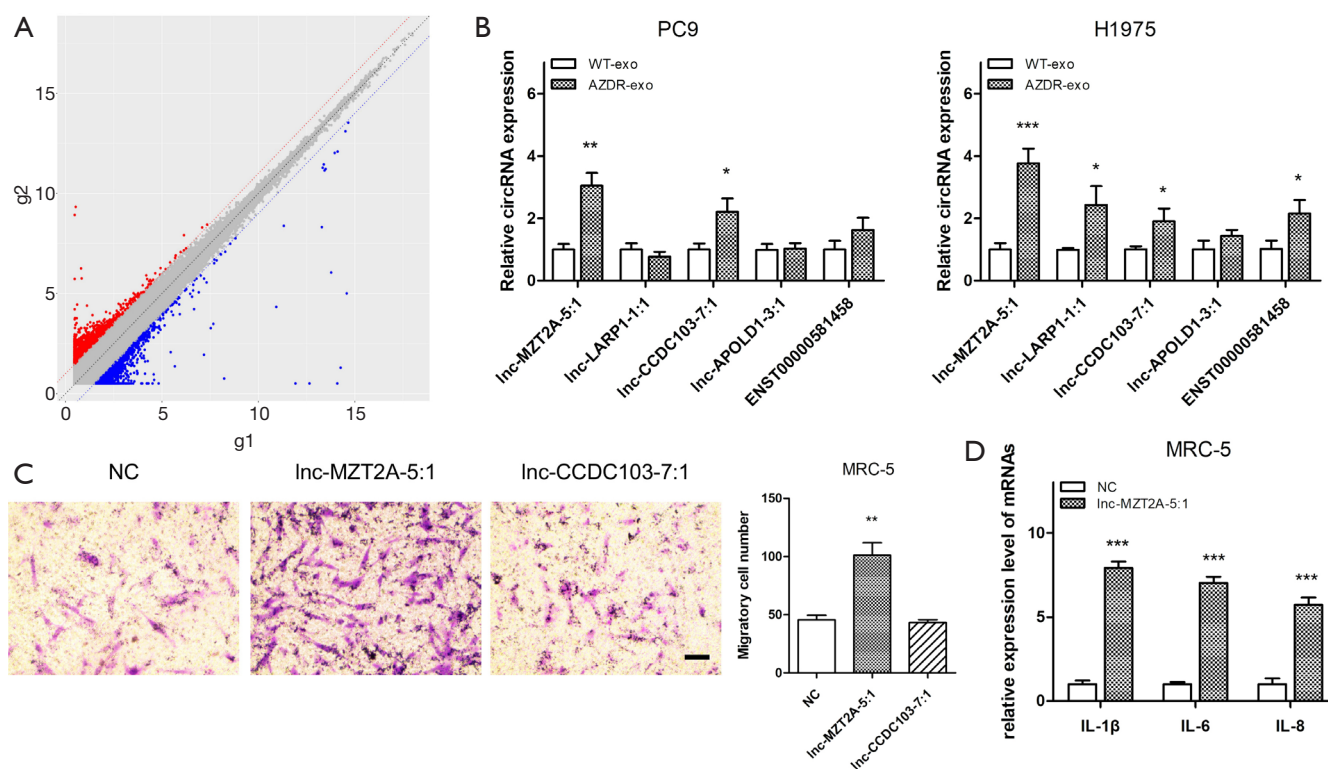 A
g2
15
10
5
0
0
5
10
15
g1
B
PC9
WT-exo
AZDR-exo
Relative circRNA expression
6
4
2
0
**
*
lnc-MZT2A-5:1
lnc-LARP1-1:1
lnc-CCDC103-7:1
lnc-APOLD1-3:1
ENST00000581458
H1975
WT-exo
AZDR-exo
Relative circRNA expression
6
4
2
0
***
*
*
*
lnc-MZT2A-5:1
lnc-LARP1-1:1
lnc-CCDC103-7:1
lnc-APOLD1-3:1
ENST00000581458
C
NC
lnc-MZT2A-5:1
lnc-CCDC103-7:1
MRC-5
Migratory cell number
150
100
50
0
**
NC
lnc-MZT2A-5:1
lnc-CCDC103-7:1
D
MRC-5
NC
lnc-MZT2A-5:1
relative expression level of mRNAs
10
5
0
***
***
***
IL-1β
IL-6
IL-8